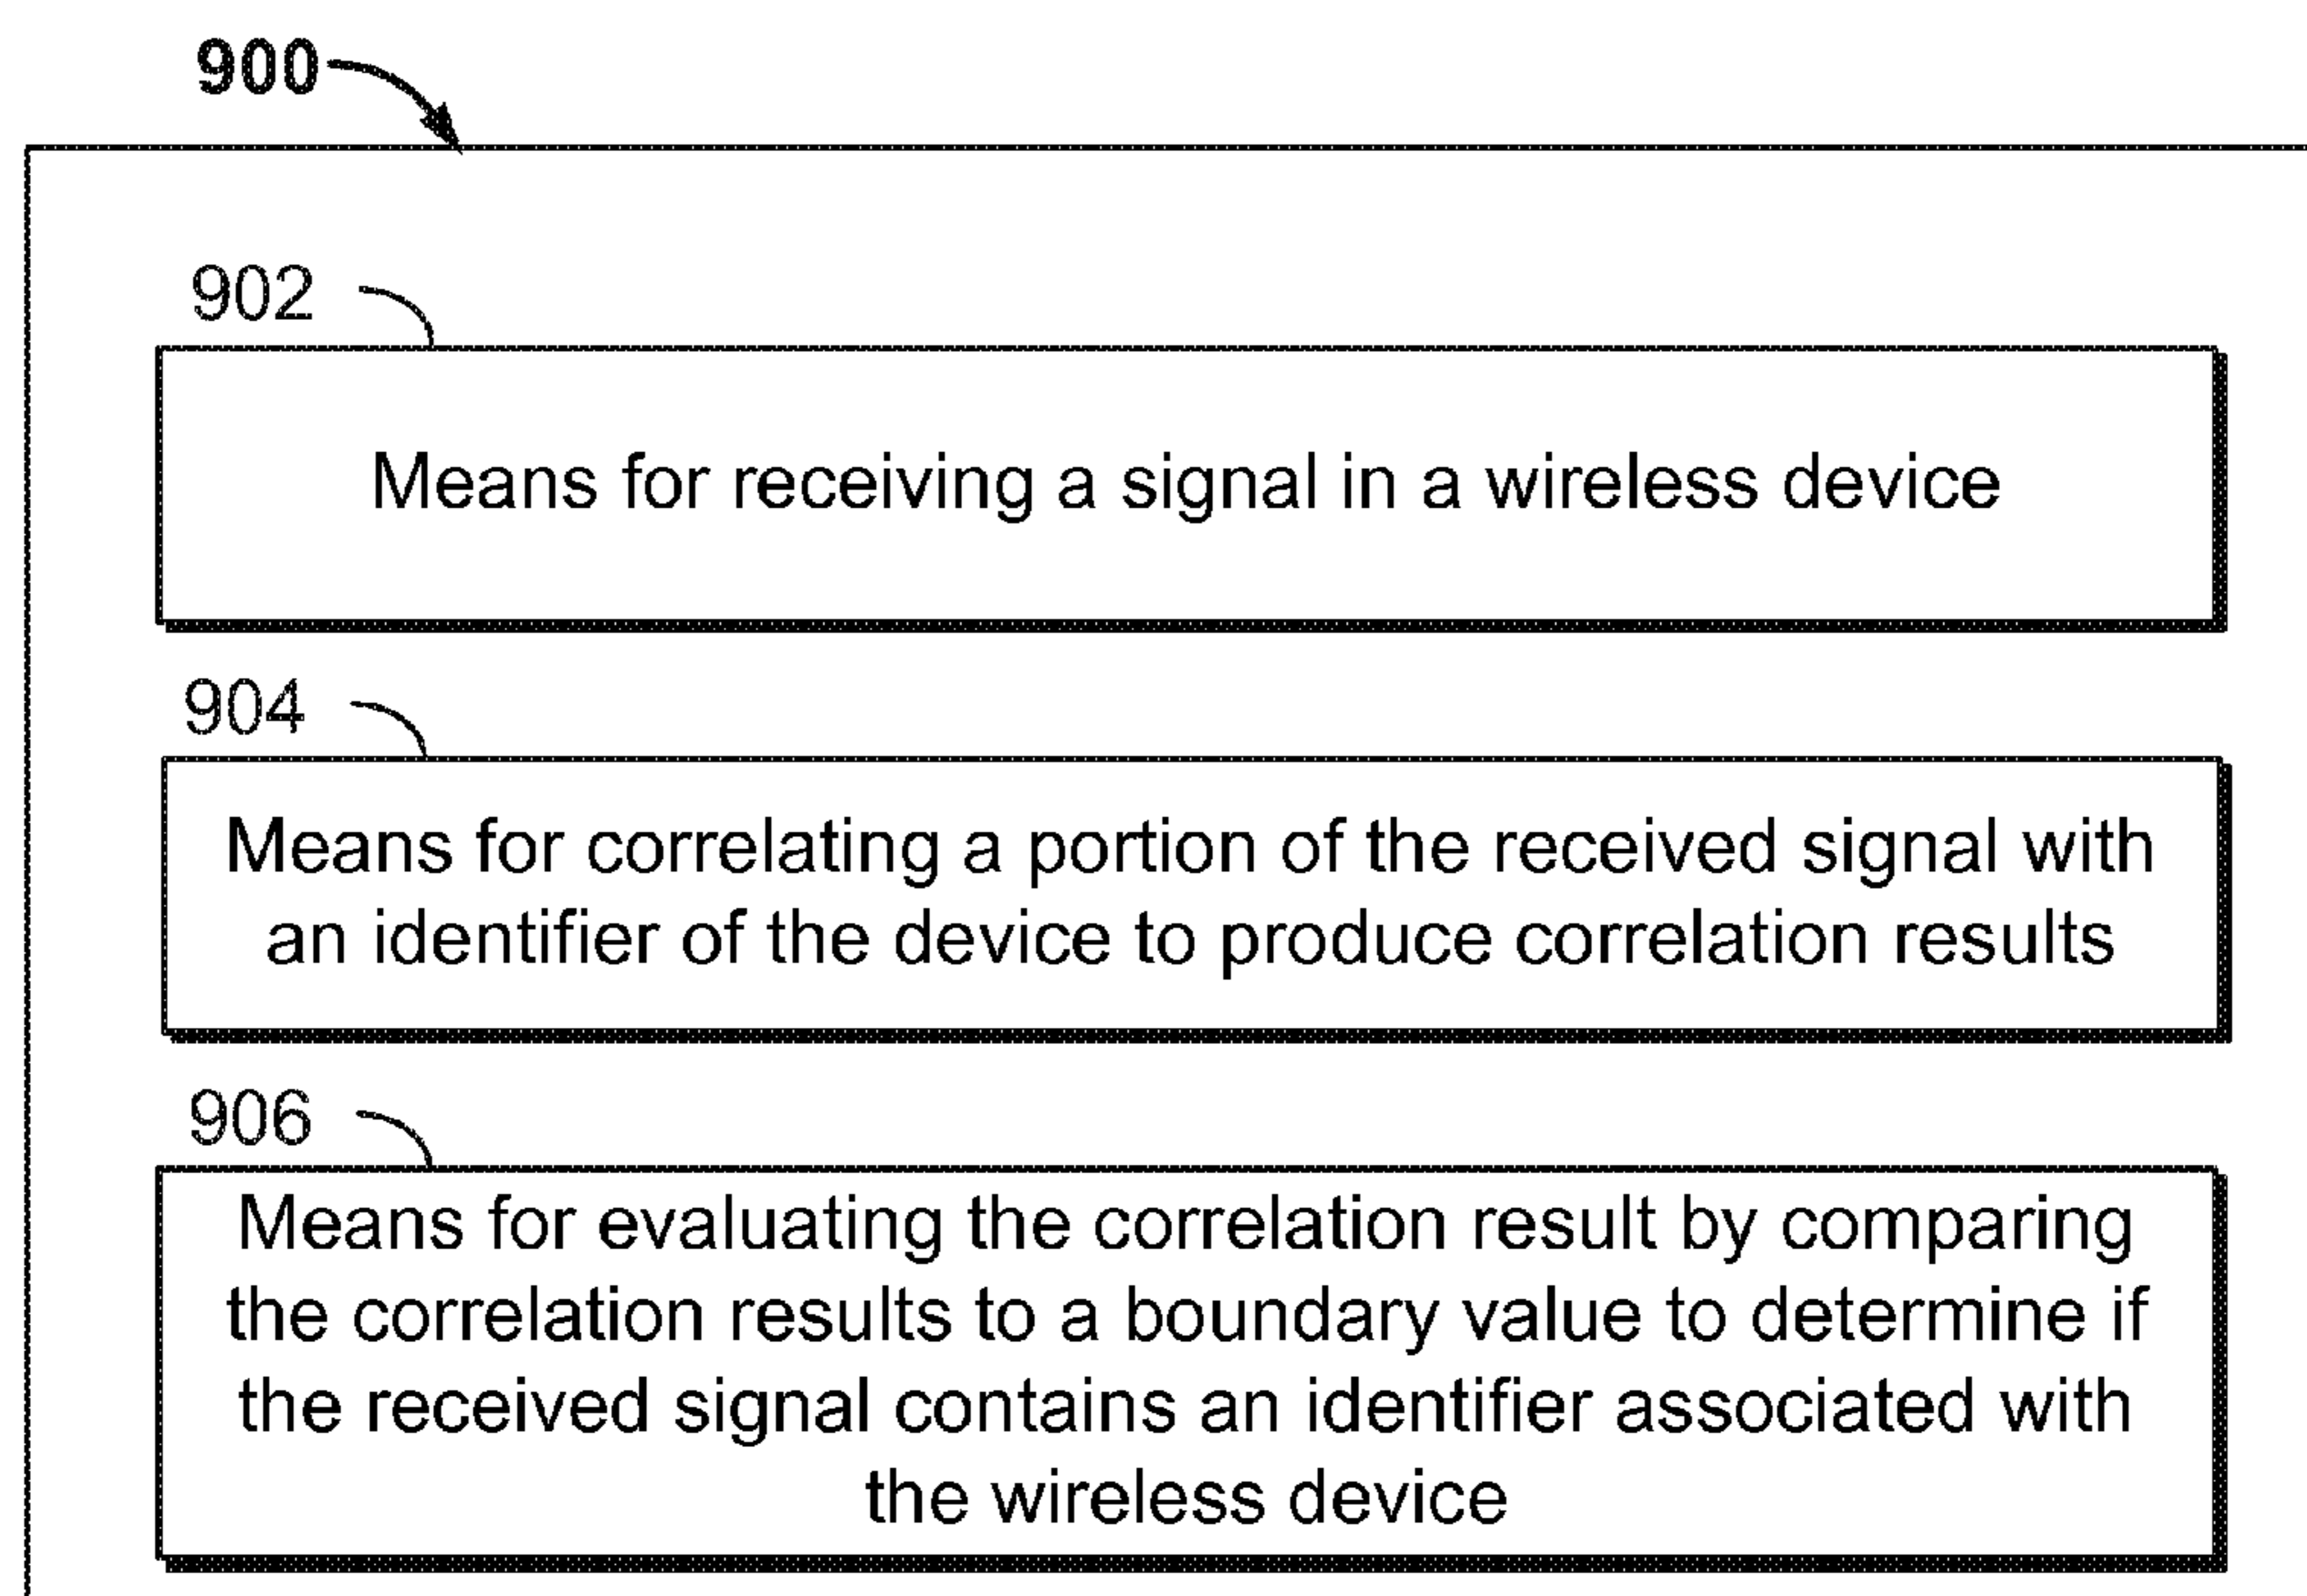 900
902
Means for receiving a signal in a wireless device
904
Means for correlating a portion of the received signal with
an identifier of the device to produce correlation results
906
Means for evaluating the correlation result by comparing
the correlation results to a boundary value to determine if
the received signal contains an identifier associated with
the wireless device